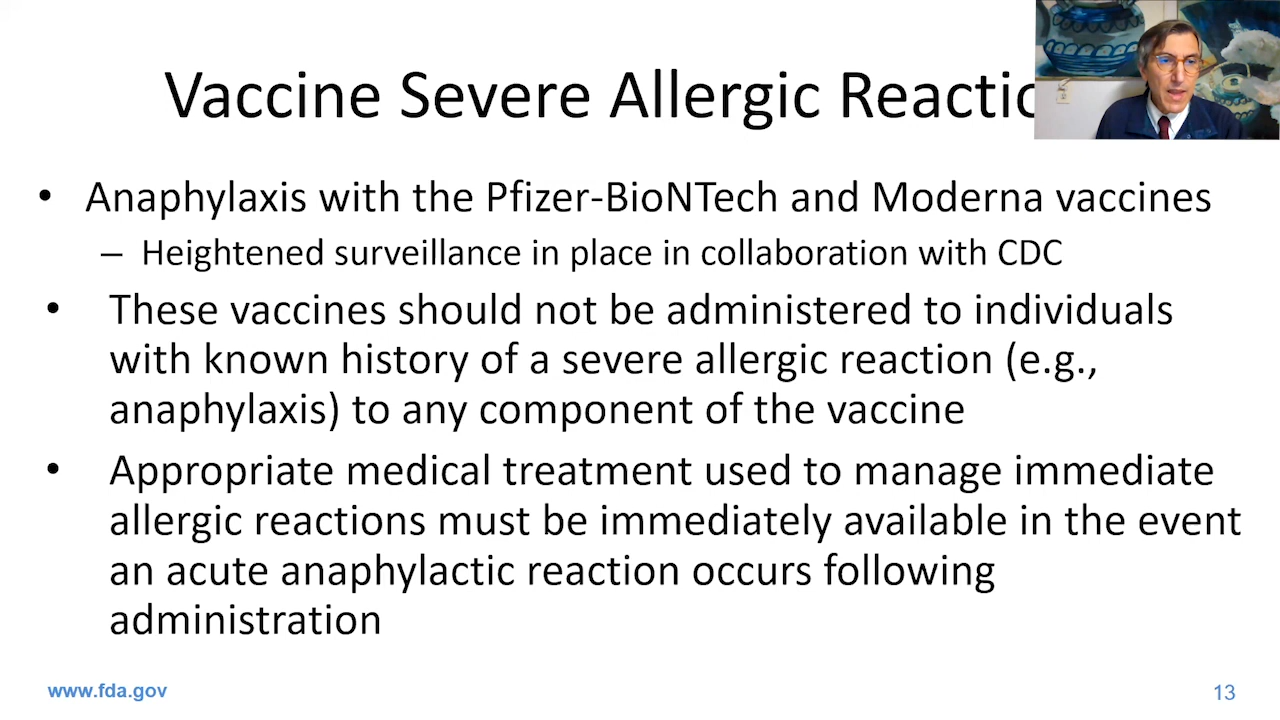 Vaccine Severe Allergic Reactio
• Anaphylaxis with the Pfizer-BioNTech and Moderna vaccines
– Heightened surveillance in place in collaboration with CDC
• These vaccines should not be administered to individuals
with known history of a severe allergic reaction (e.g.,
anaphylaxis) to any component of the vaccine
• Appropriate medical treatment used to manage immediate
allergic reactions must be immediately available in the event
an acute anaphylactic reaction occurs following
administration
www.fda.gov
13